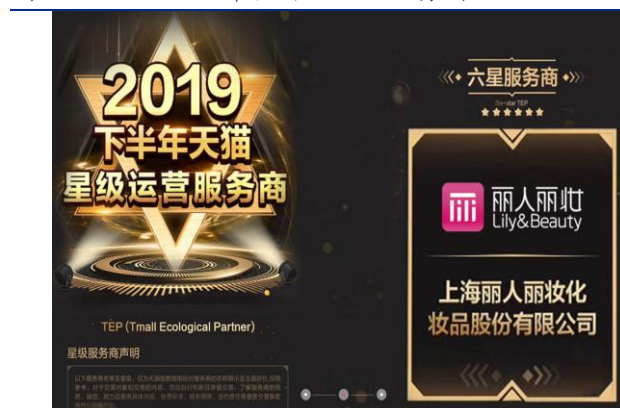 2019
下半年天猫
星级运营服务商
TEP (Tmall Ecological Partner)
星级服务商声明
六星服务商
Six-star TEP
丽人丽妆
Lily&Beauty
上海丽人丽妆化
妆品股份有限公司